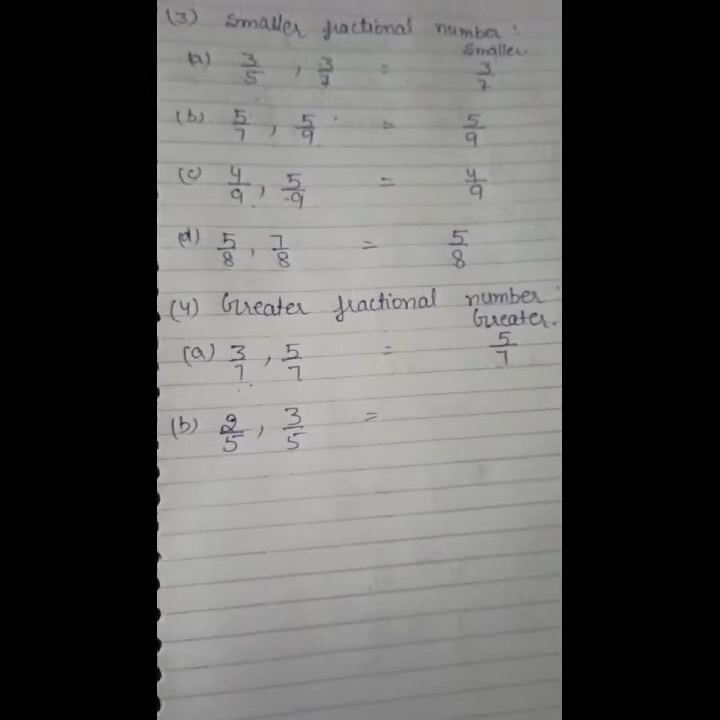 (3) Smaller fractional number:
Smaller.
(a) 3/5 , 3/7 = 3/7
(b) 5/7 , 5/9 = 5/9
(c) 4/9 , 5/9 = 4/9
(d) 5/8 , 7/8 = 5/8
(4) Greater fractional number:
Greater.
(a) 3/7 , 5/7 = 5/7
(b) 2/5 , 3/5 =